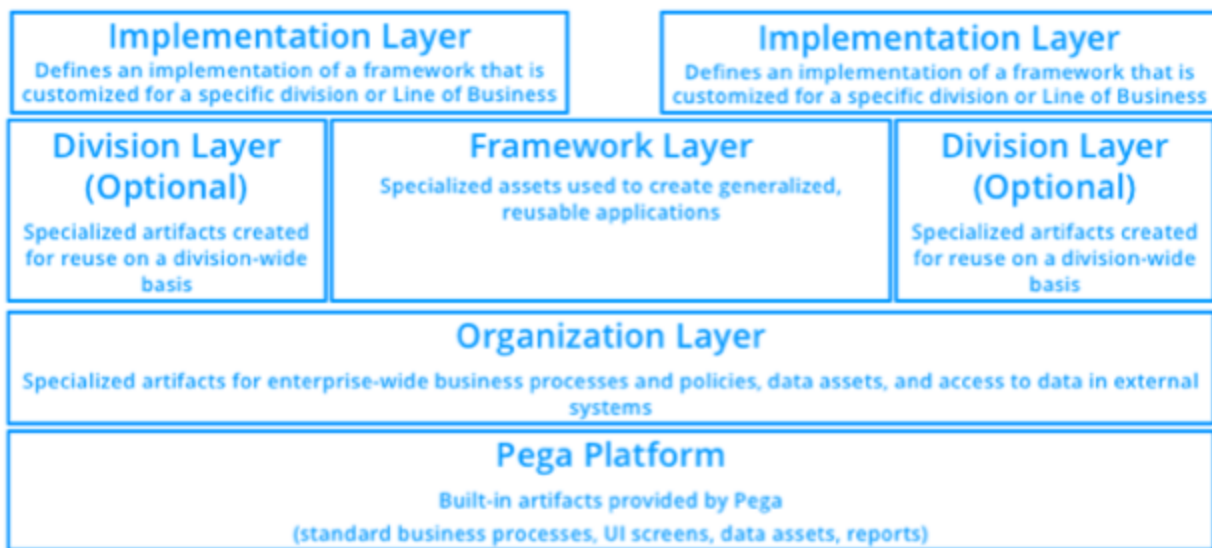 Implementation Layer
Defines an implementation of a framework that is
customized for a specific division or Line of Business
Implementation Layer
Defines an implementation of a framework that is
customized for a specific division or Line of Business
Division Layer
(Optional)
Specialized artifacts created
for reuse on a division-wide
basis
Framework Layer
Specialized assets used to create generalized,
reusable applications
Division Layer
(Optional)
Specialized artifacts created
for reuse on a division-wide
basis
Organization Layer
Specialized artifacts for enterprise-wide business processes and policies, data assets, and access to data in external
systems
Pega Platform
Built-in artifacts provided by Pega
(standard business processes, UI screens, data assets, reports)